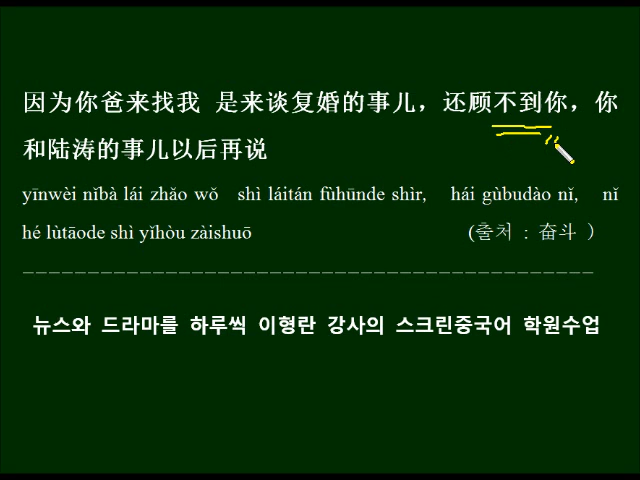 因为你爸来找我 是来谈复婚的事儿，还顾不到你，你
和陆涛的事儿以后再说
yīnwèi nǐbà lái zhǎo wǒ shì láitán fùhūnde shìr, hái gùbudào nǐ, nǐ
hé lùtāode shì yǐhòu zàishuō (출처 : 奋斗 )
뉴스와 드라마를 하루씩 이형란 강사의 스크린중국어 학원수업